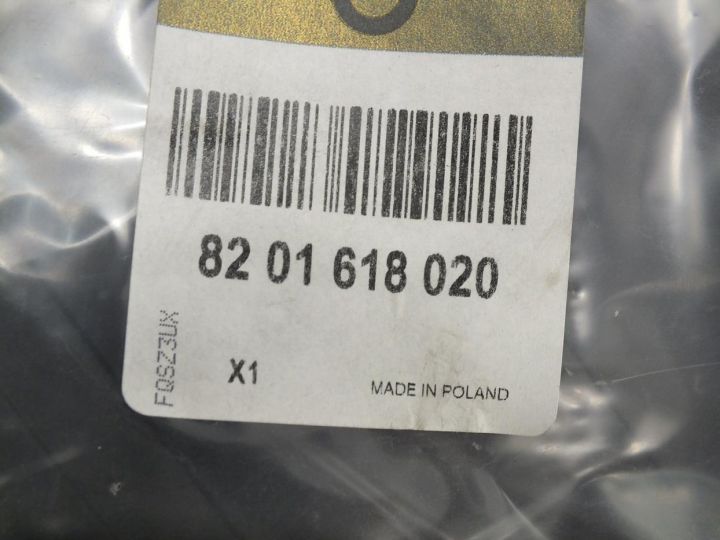 82 01 618 020
FQSZ3UX
X1
MADE IN POLAND